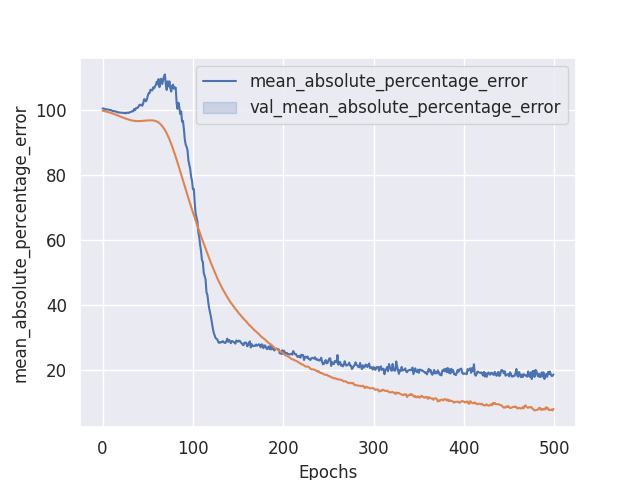 mean_absolute_percentage_error
val_mean_absolute_percentage_error
mean_absolute_percentage_error
100
80
60
40
20
0 100 200 300 400 500
Epochs